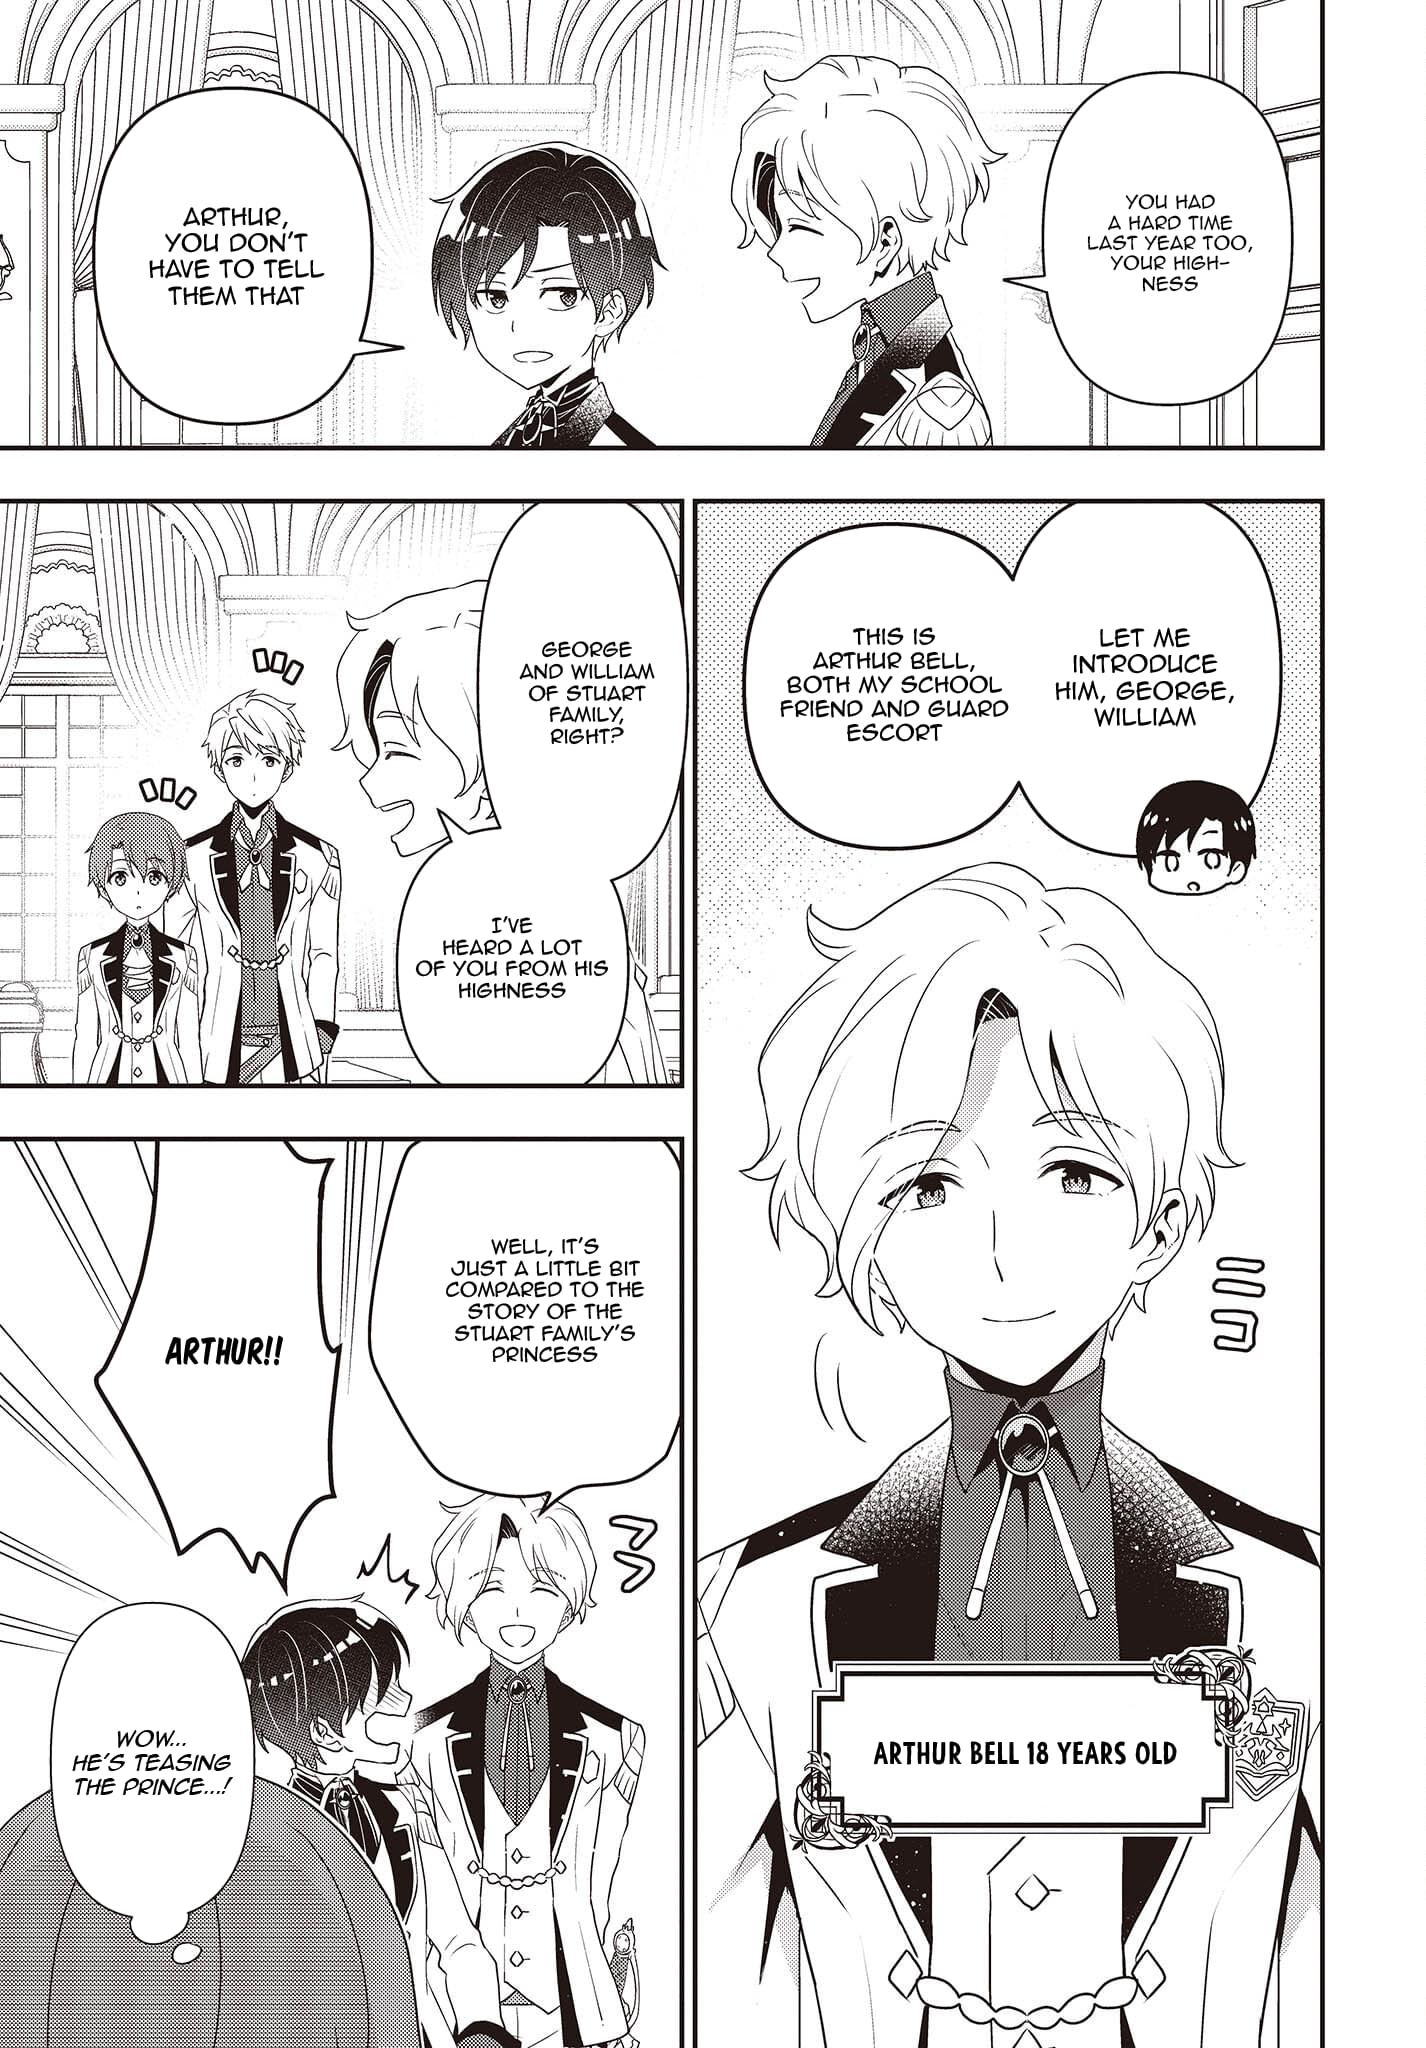 YOU HAD
A HARD TIME
LAST YEAR TOO,
YOUR HIGH-
NESS
ARTHUR,
YOU DON'T
HAVE TO TELL
THEM THAT
LET ME
INTRODUCE
HIM, GEORGE,
WILLIAM
THIS IS
ARTHUR BELL,
BOTH MY SCHOOL
FRIEND AND GUARD
ESCORT
ニコ
ARTHUR BELL 18 YEARS OLD
GEORGE
AND WILLIAM
OF STUART
FAMILY,
RIGHT?
I'VE
HEARD A LOT
OF YOU FROM HIS
HIGHNESS
WELL, IT'S
JUST A LITTLE BIT
COMPARED TO THE
STORY OF THE
STUART FAMILY'S
PRINCESS
ARTHUR!!
WOW...
HE'S TEASING
THE PRINCE...!